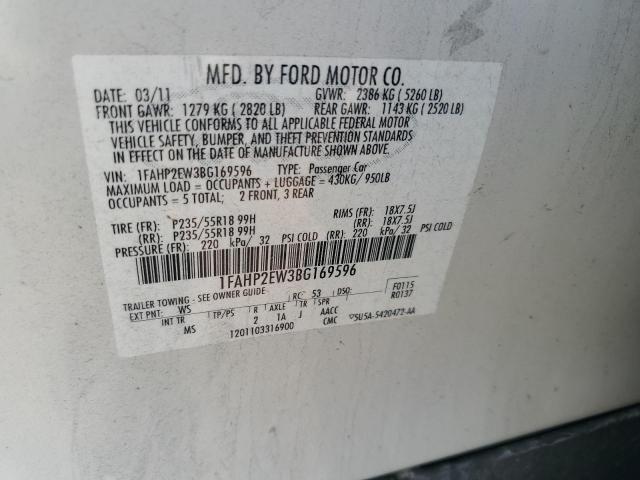 MFD. BY FORD MOTOR CO.
DATE: 03/11 GVWR: 2386 KG ( 5260 LB)
FRONT GAWR: 1279 KG ( 2820 LB) REAR GAWR: 1143 KG ( 2520 LB)
THIS VEHICLE CONFORMS TO ALL APPLICABLE FEDERAL MOTOR
VEHICLE SAFETY, BUMPER, AND THEFT PREVENTION STANDARDS
IN EFFECT ON THE DATE OF MANUFACTURE SHOWN ABOVE.
VIN: 1FAHP2EW3BG169596 TYPE: Passenger Car
MAXIMUM LOAD = OCCUPANTS + LUGGAGE = 430KG/ 950LB
OCCUPANTS = 5 TOTAL; 2 FRONT, 3 REAR
TIRE (FR): P235/55R18 99H RIMS (FR): 18X7.5J
(RR): P235/55R18 99H (RR): 18X7.5J
PRESSURE (FR): 220 kPa/ 32 PSI COLD (RR): 220 kPa/ 32 PSI COLD
1FAHP2EW3BG169596
TRAILER TOWING - SEE OWNER GUIDE RC: 53 DSO: F0115
R0137
EXT PNT: WS INT TR TP/PS R AXLE TR SPR
MS 2 1A J AACC
1201103316900 CMC 5U5A-5420472-AA